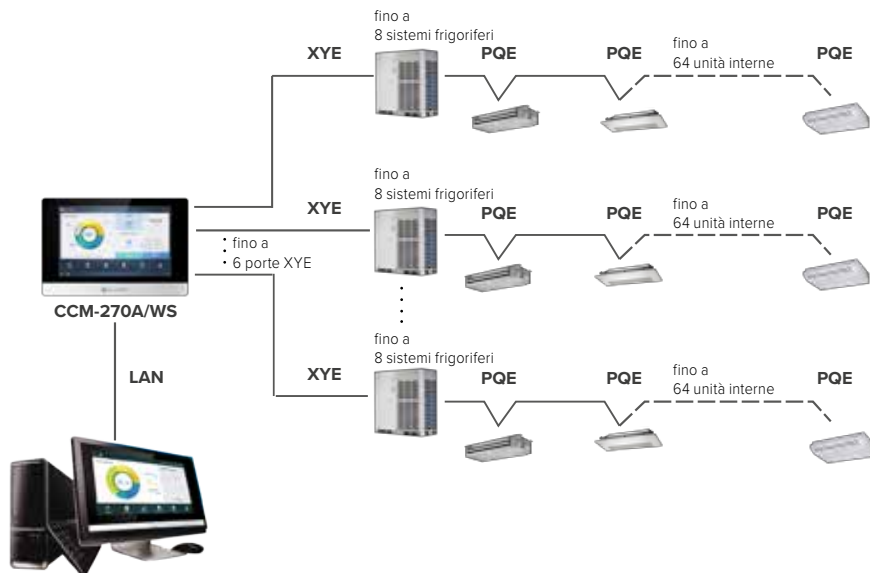 fino a
8 sistemi frigoriferi
XYE
PQE
PQE
fino a
64 unità interne
PQE
fino a
8 sistemi frigoriferi
XYE
PQE
PQE
fino a
64 unità interne
PQE
fino a
6 porte XYE
CCM-270A/WS
fino a
8 sistemi frigoriferi
LAN
XYE
PQE
PQE
fino a
64 unità interne
PQE